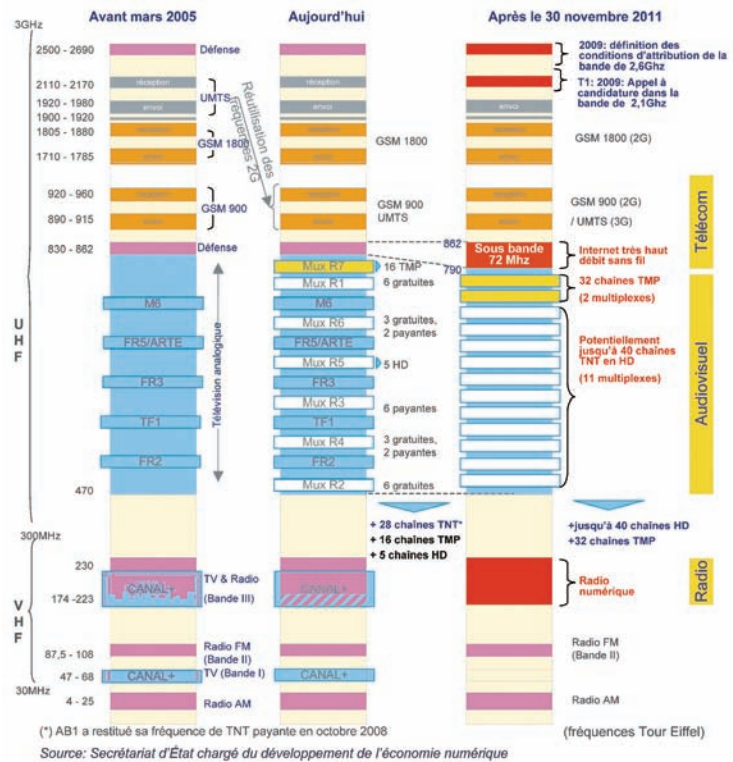 Avant mars 2005
Aujourd'hui
Après le 30 novembre 2011
3GHz
2500 - 2690
Défense
2009: définition des
conditions d'attribution de la
bande de 2,6Ghz
2110 - 2170
réception
réception
T1: 2009: Appel à
candidature dans la
bande de 2,1Ghz
UMTS
1920 - 1980
envoi
envoi
envoi
1900 - 1920
1805 - 1880
GSM 1800
GSM 1800
GSM 1800 (2G)
1710 - 1785
Réutilisation des
fréquences 2G
920 - 960
GSM 900
GSM 900
UMTS
GSM 900 (2G)
/ UMTS (3G)
890 - 915
Télécom
830 - 862
Défense
862
790
Sous bande
72 Mhz
Internet très haut
débit sans fil
UHF
Télévision analogique
M6
FR5/ARTE
FR3
TF1
FR2
Mux R7
16 TMP
Mux R1
6 gratuites
M6
Mux R6
3 gratuites,
2 payantes
FR5/ARTE
Mux R5
5 HD
FR3
Mux R3
6 payantes
TF1
Mux R4
3 gratuites,
2 payantes
FR2
Mux R2
6 gratuites
32 chaînes TMP
(2 multiplexes)
Potentiellement
jusqu'à 40 chaînes
TNT en HD
(11 multiplexes)
Audiovisuel
470
+ 28 chaînes TNT*
+ 16 chaînes TMP
+ 5 chaînes HD
+jusqu'à 40 chaînes HD
+32 chaînes TMP
300MHz
VHF
230
174 -223
CANAL+
TV & Radio
(Bande III)
CANAL+
Radio
numérique
Radio
87,5 - 108
Radio FM
(Bande II)
Radio FM
(Bande II)
47 - 68
CANAL+
TV (Bande I)
CANAL+
30MHz
4 - 25
Radio AM
Radio AM
(*) AB1 a restitué sa fréquence de TNT payante en octobre 2008
(fréquences Tour Eiffel)
Source: Secrétariat d'État chargé du développement de l'économie numérique